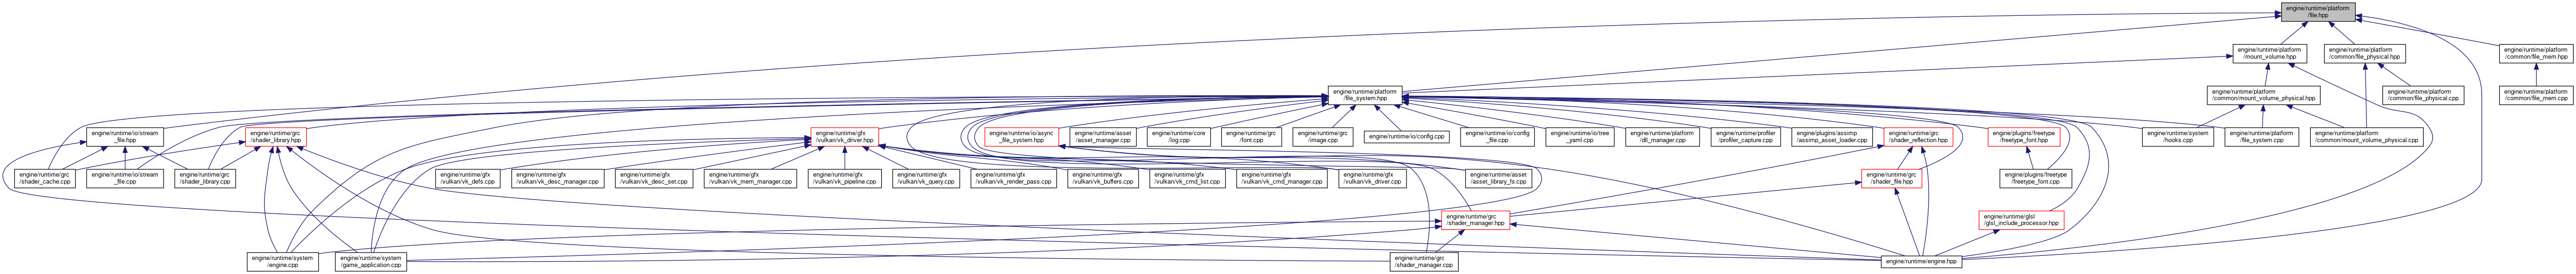 engine/runtime/platform
/file.hpp
engine/runtime/platform
/mount_volume.hpp
engine/runtime/platform
common/file_physical.hpp
engine/runtime/platform
common/file_mem.hpp
engine/runtime/platform
/file_system.hpp
engine/runtime/platform
common/mount_volume_physical.hpp
engine/runtime/platform
common/file_physical.cpp
engine/runtime/platform
common/file_mem.cpp
engine/runtime/io/stream
_file.hpp
engine/runtime/grc
/shader_library.hpp
engine/runtime/gfx
/vulkan/vk_driver.hpp
engine/runtime/io/async
_file_system.hpp
engine/runtime/asset
/asset_manager.cpp
engine/runtime/core
/log.cpp
engine/runtime/grc
/font.cpp
engine/runtime/grc
/image.cpp
engine/runtime/io/config.cpp
engine/runtime/io/config
_file.cpp
engine/runtime/io/tree
_yaml.cpp
engine/runtime/platform
/dll_manager.cpp
engine/runtime/profiler
/profiler_capture.cpp
engine/plugins/assimp
/assimp_asset_loader.cpp
engine/runtime/grc
/shader_reflection.hpp
engine/plugins/freetype
/freetype_font.hpp
engine/runtime/system
/hooks.cpp
engine/runtime/platform
/file_system.cpp
engine/runtime/platform
common/mount_volume_physical.cpp
engine/runtime/grc
/shader_cache.cpp
engine/runtime/io/stream
_file.cpp
engine/runtime/grc
/shader_library.cpp
engine/runtime/gfx
/vulkan/vk_defs.cpp
engine/runtime/gfx
/vulkan/vk_desc_manager.cpp
engine/runtime/gfx
/vulkan/vk_desc_set.cpp
engine/runtime/gfx
/vulkan/vk_mem_manager.cpp
engine/runtime/gfx
/vulkan/vk_pipeline.cpp
engine/runtime/gfx
/vulkan/vk_query.cpp
engine/runtime/gfx
/vulkan/vk_render_pass.cpp
engine/runtime/gfx
/vulkan/vk_buffers.cpp
engine/runtime/gfx
/vulkan/vk_cmd_list.cpp
engine/runtime/gfx
/vulkan/vk_cmd_manager.cpp
engine/runtime/gfx
/vulkan/vk_driver.cpp
engine/runtime/asset
/asset_library_fs.cpp
engine/runtime/grc
/shader_file.hpp
engine/plugins/freetype
/freetype_font.cpp
engine/runtime/grc
/shader_manager.hpp
engine/runtime/glsl
/glsl_include_processor.hpp
engine/runtime/system
/engine.cpp
engine/runtime/system
/game_application.cpp
engine/runtime/grc
/shader_manager.cpp
engine/runtime/engine.hpp